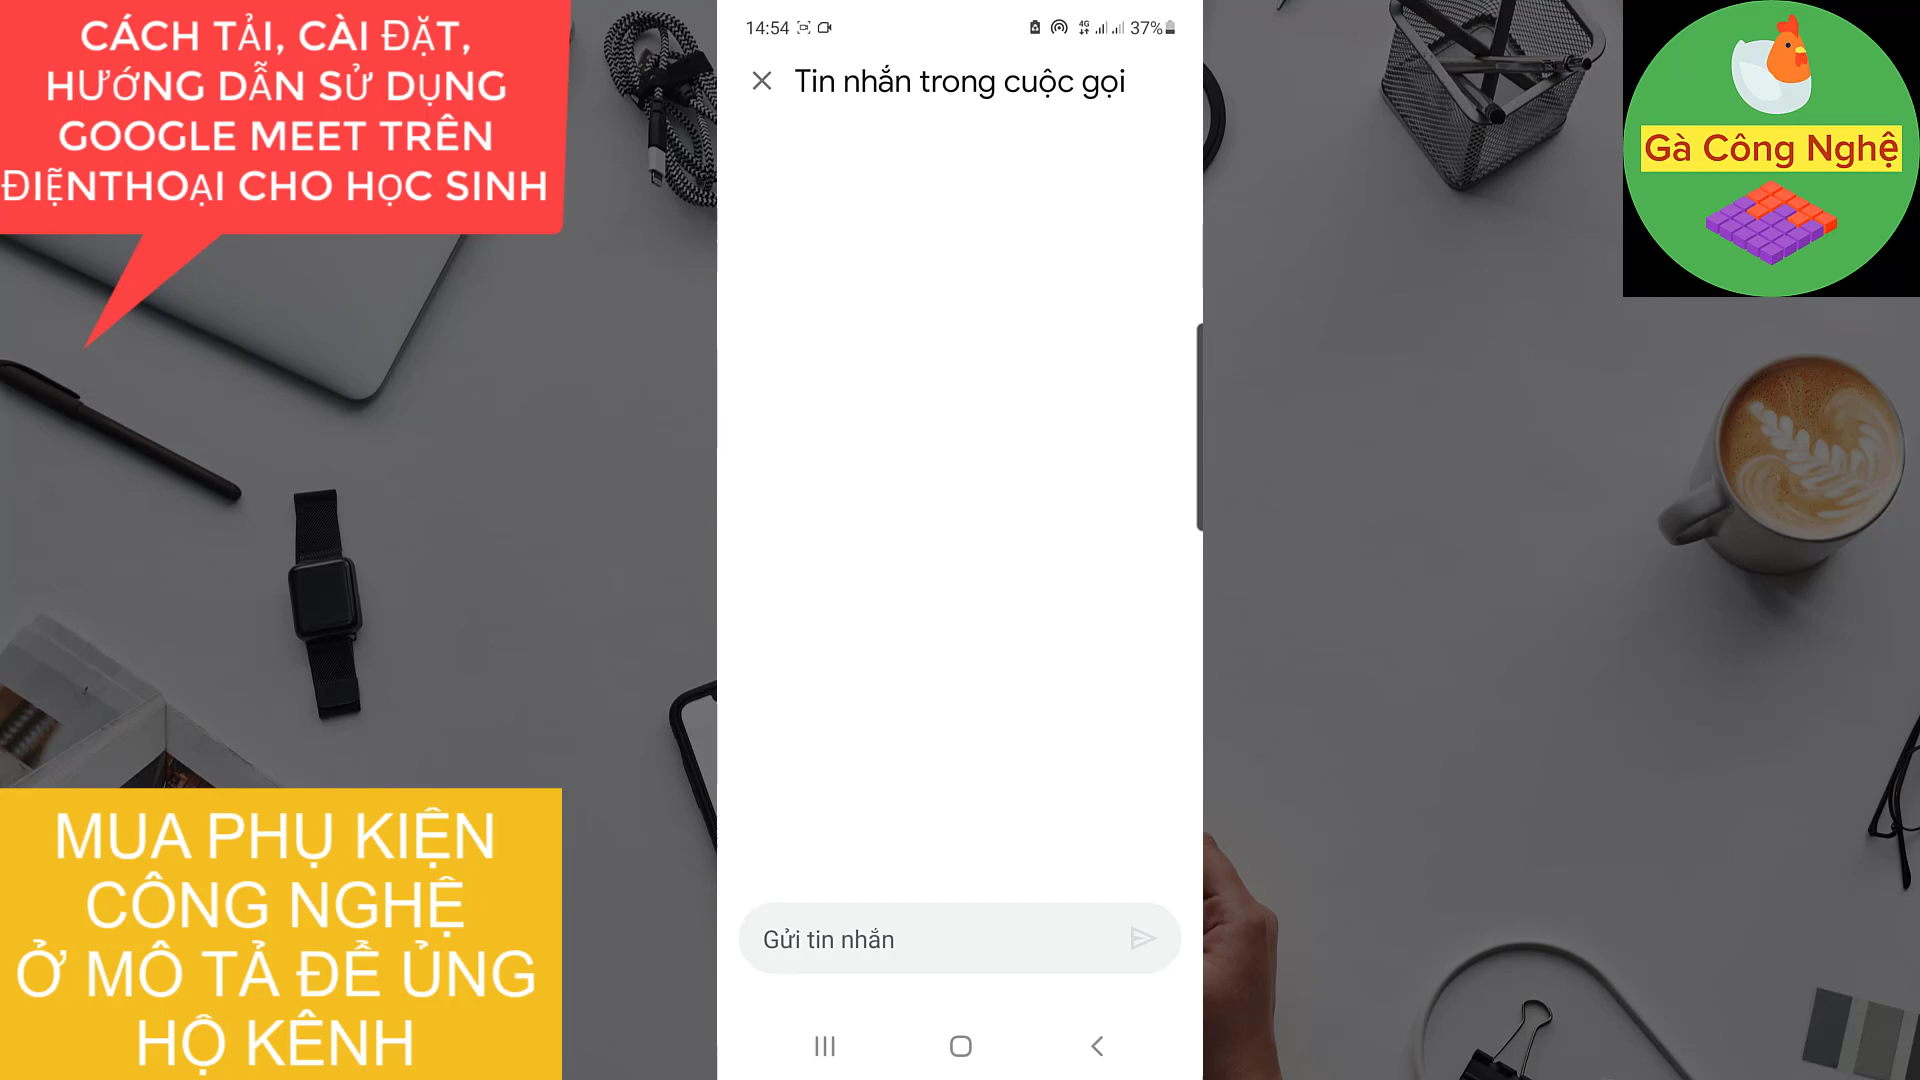 CÁCH TẢI, CÀI ĐẶT,
HƯỚNG DẪN SỬ DỤNG
GOOGLE MEET TRÊN
ĐIỆNTHOẠI CHO HỌC SINH
14:54
4G
37%
Tin nhắn trong cuộc gọi
Gà Công Nghệ
MUA PHỤ KIỆN
CÔNG NGHỆ
Ở MÔ TẢ ĐỂ ỦNG
HỘ KÊNH
Gửi tin nhắn